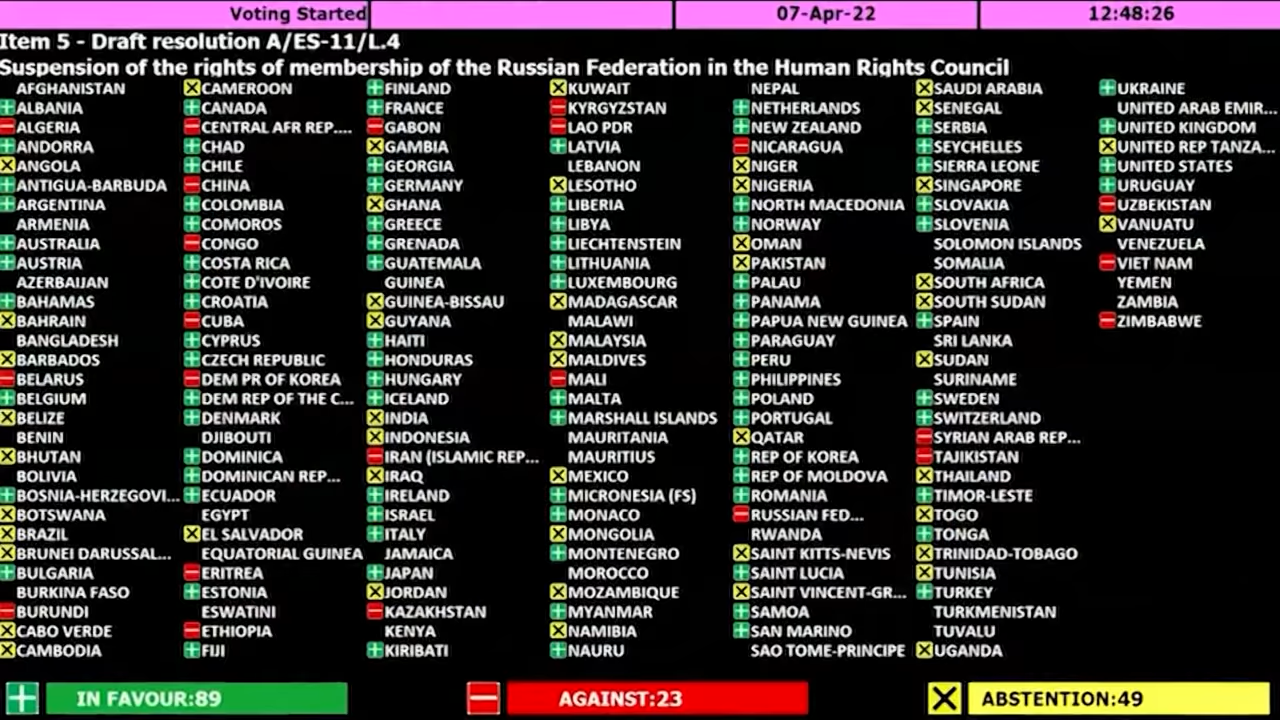 Voting Started 07-Apr-22 12:48:26
Item 5 - Draft resolution A/ES-11/L.4
Suspension of the rights of membership of the Russian Federation in the Human Rights Council
AFGHANISTAN CAMEROON FINLAND KUWAIT NEPAL SAUDI ARABIA UKRAINE
ALBANIA CANADA FRANCE KYRGYZSTAN NETHERLANDS SENEGAL UNITED ARAB EMIR...
ALGERIA CENTRAL AFR REP.... GABON LAO PDR NEW ZEALAND SERBIA UNITED KINGDOM
ANDORRA CHAD GAMBIA LATVIA NICARAGUA SEYCHELLES UNITED REP TANZA...
ANGOLA CHILE GEORGIA LEBANON NIGER SIERRA LEONE UNITED STATES
ANTIGUA-BARBUDA CHINA GERMANY LESOTHO NIGERIA SINGAPORE URUGUAY
ARGENTINA COLOMBIA GHANA LIBERIA NORTH MACEDONIA SLOVAKIA UZBEKISTAN
ARMENIA COMOROS GREECE LIBYA NORWAY SLOVENIA VANUATU
AUSTRALIA CONGO GRENADA LIECHTENSTEIN OMAN SOLOMON ISLANDS VENEZUELA
AUSTRIA COSTA RICA GUATEMALA LITHUANIA PAKISTAN SOMALIA VIET NAM
AZERBAIJAN COTE D'IVOIRE GUINEA LUXEMBOURG PALAU SOUTH AFRICA YEMEN
BAHAMAS CROATIA GUINEA-BISSAU MADAGASCAR PANAMA SOUTH SUDAN ZAMBIA
BAHRAIN CUBA GUYANA MALAWI PAPUA NEW GUINEA SPAIN ZIMBABWE
BANGLADESH CYPRUS HAITI MALAYSIA PARAGUAY SRI LANKA
BARBADOS CZECH REPUBLIC HONDURAS MALDIVES PERU SUDAN
BELARUS DEM PR OF KOREA HUNGARY MALI PHILIPPINES SURINAME
BELGIUM DEM REP OF THE C... ICELAND MALTA POLAND SWEDEN
BELIZE DENMARK INDIA MARSHALL ISLANDS PORTUGAL SWITZERLAND
BENIN DJIBOUTI INDONESIA MAURITANIA QATAR SYRIAN ARAB REP...
BHUTAN DOMINICA IRAN (ISLAMIC REP... MAURITIUS REP OF KOREA TAJIKISTAN
BOLIVIA DOMINICAN REP... IRAQ MEXICO REP OF MOLDOVA THAILAND
BOSNIA-HERZEGOVI... ECUADOR IRELAND MICRONESIA (FS) ROMANIA TIMOR-LESTE
BOTSWANA EGYPT ISRAEL MONACO RUSSIAN FED... TOGO
BRAZIL EL SALVADOR ITALY MONGOLIA RWANDA TONGA
BRUNEI DARUSSAL... EQUATORIAL GUINEA JAMAICA MONTENEGRO SAINT KITTS-NEVIS TRINIDAD-TOBAGO
BULGARIA ERITREA JAPAN MOROCCO SAINT LUCIA TUNISIA
BURKINA FASO ESTONIA JORDAN MOZAMBIQUE SAINT VINCENT-GR... TURKEY
BURUNDI ESWATINI KAZAKHSTAN MYANMAR SAMOA TURKMENISTAN
CABO VERDE ETHIOPIA KENYA NAMIBIA SAN MARINO TUVALU
CAMBODIA FIJI KIRIBATI NAURU SAO TOME-PRINCIPE UGANDA
IN FAVOUR:89 AGAINST:23 ABSTENTION:49